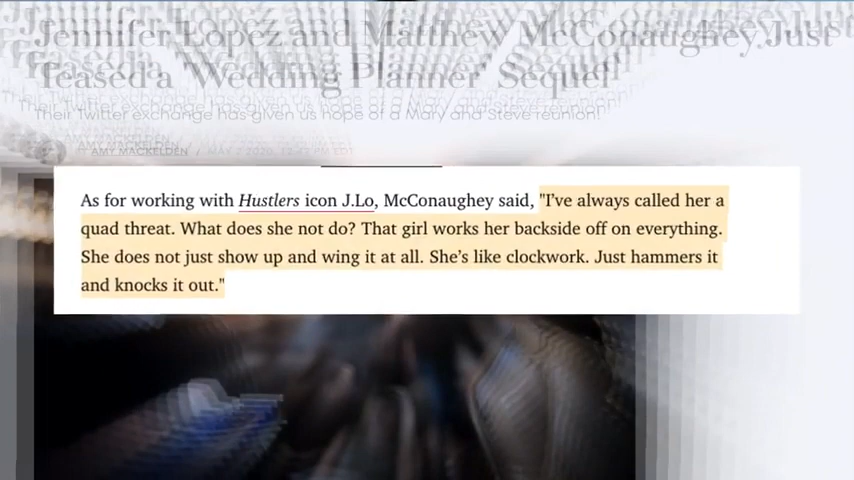 Jennifer Lopez and Matthew McConaughey Just
Teased a Wedding Planner Sequel
Their Twitter exchange has given us hope of a Mary and Steve reunion!
AMY MACKELDEN
As for working with Hustlers icon J.Lo, McConaughey said, "I've always called her a
quad threat. What does she not do? That girl works her backside off on everything.
She does not just show up and wing it at all. She's like clockwork. Just hammers it
and knocks it out."